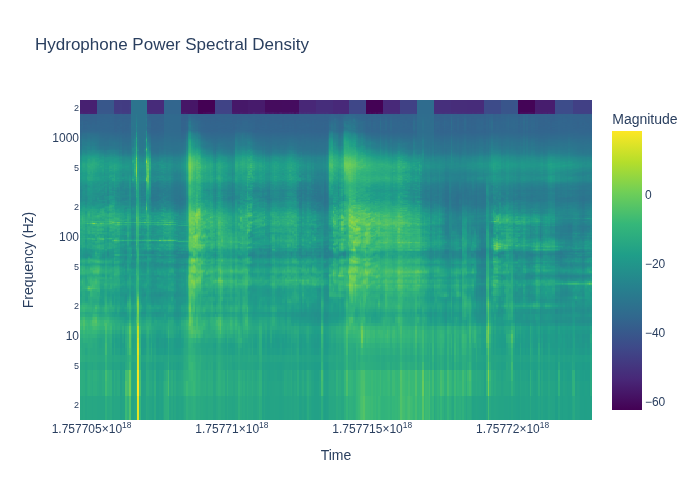 Hydrophone Power Spectral Density
Magnitude
2
1000
5
2
100
5
2
10
5
2
0
−20
−40
−60
Frequency (Hz)
1.757705×10¹⁸ 1.75771×10¹⁸ 1.757715×10¹⁸ 1.75772×10¹⁸
Time